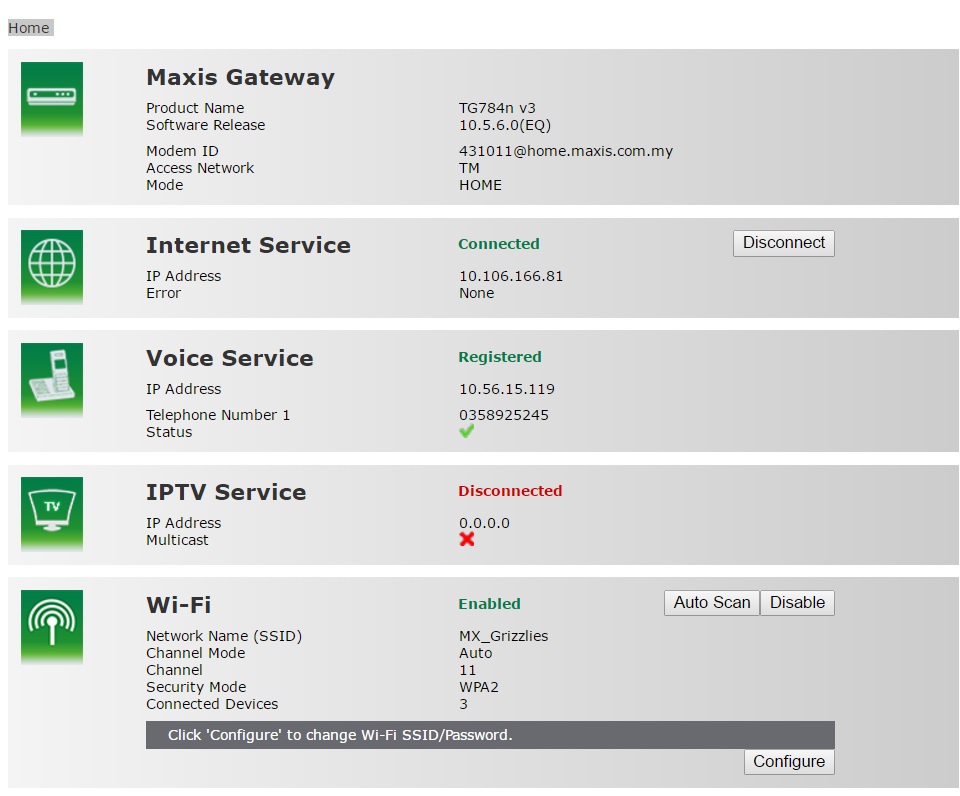 Home
Maxis Gateway
Product Name TG784n v3
Software Release 10.5.6.0(EQ)
Modem ID 431011@home.maxis.com.my
Access Network TM
Mode HOME
Internet Service Connected Disconnect
IP Address 10.106.166.81
Error None
Voice Service Registered
IP Address 10.56.15.119
Telephone Number 1 0358925245
Status
TV
IPTV Service Disconnected
IP Address 0.0.0.0
Multicast
Wi-Fi Enabled Auto Scan Disable
Network Name (SSID) MX_Grizzlies
Channel Mode Auto
Channel 11
Security Mode WPA2
Connected Devices 3
Click 'Configure' to change Wi-Fi SSID/Password.
Configure